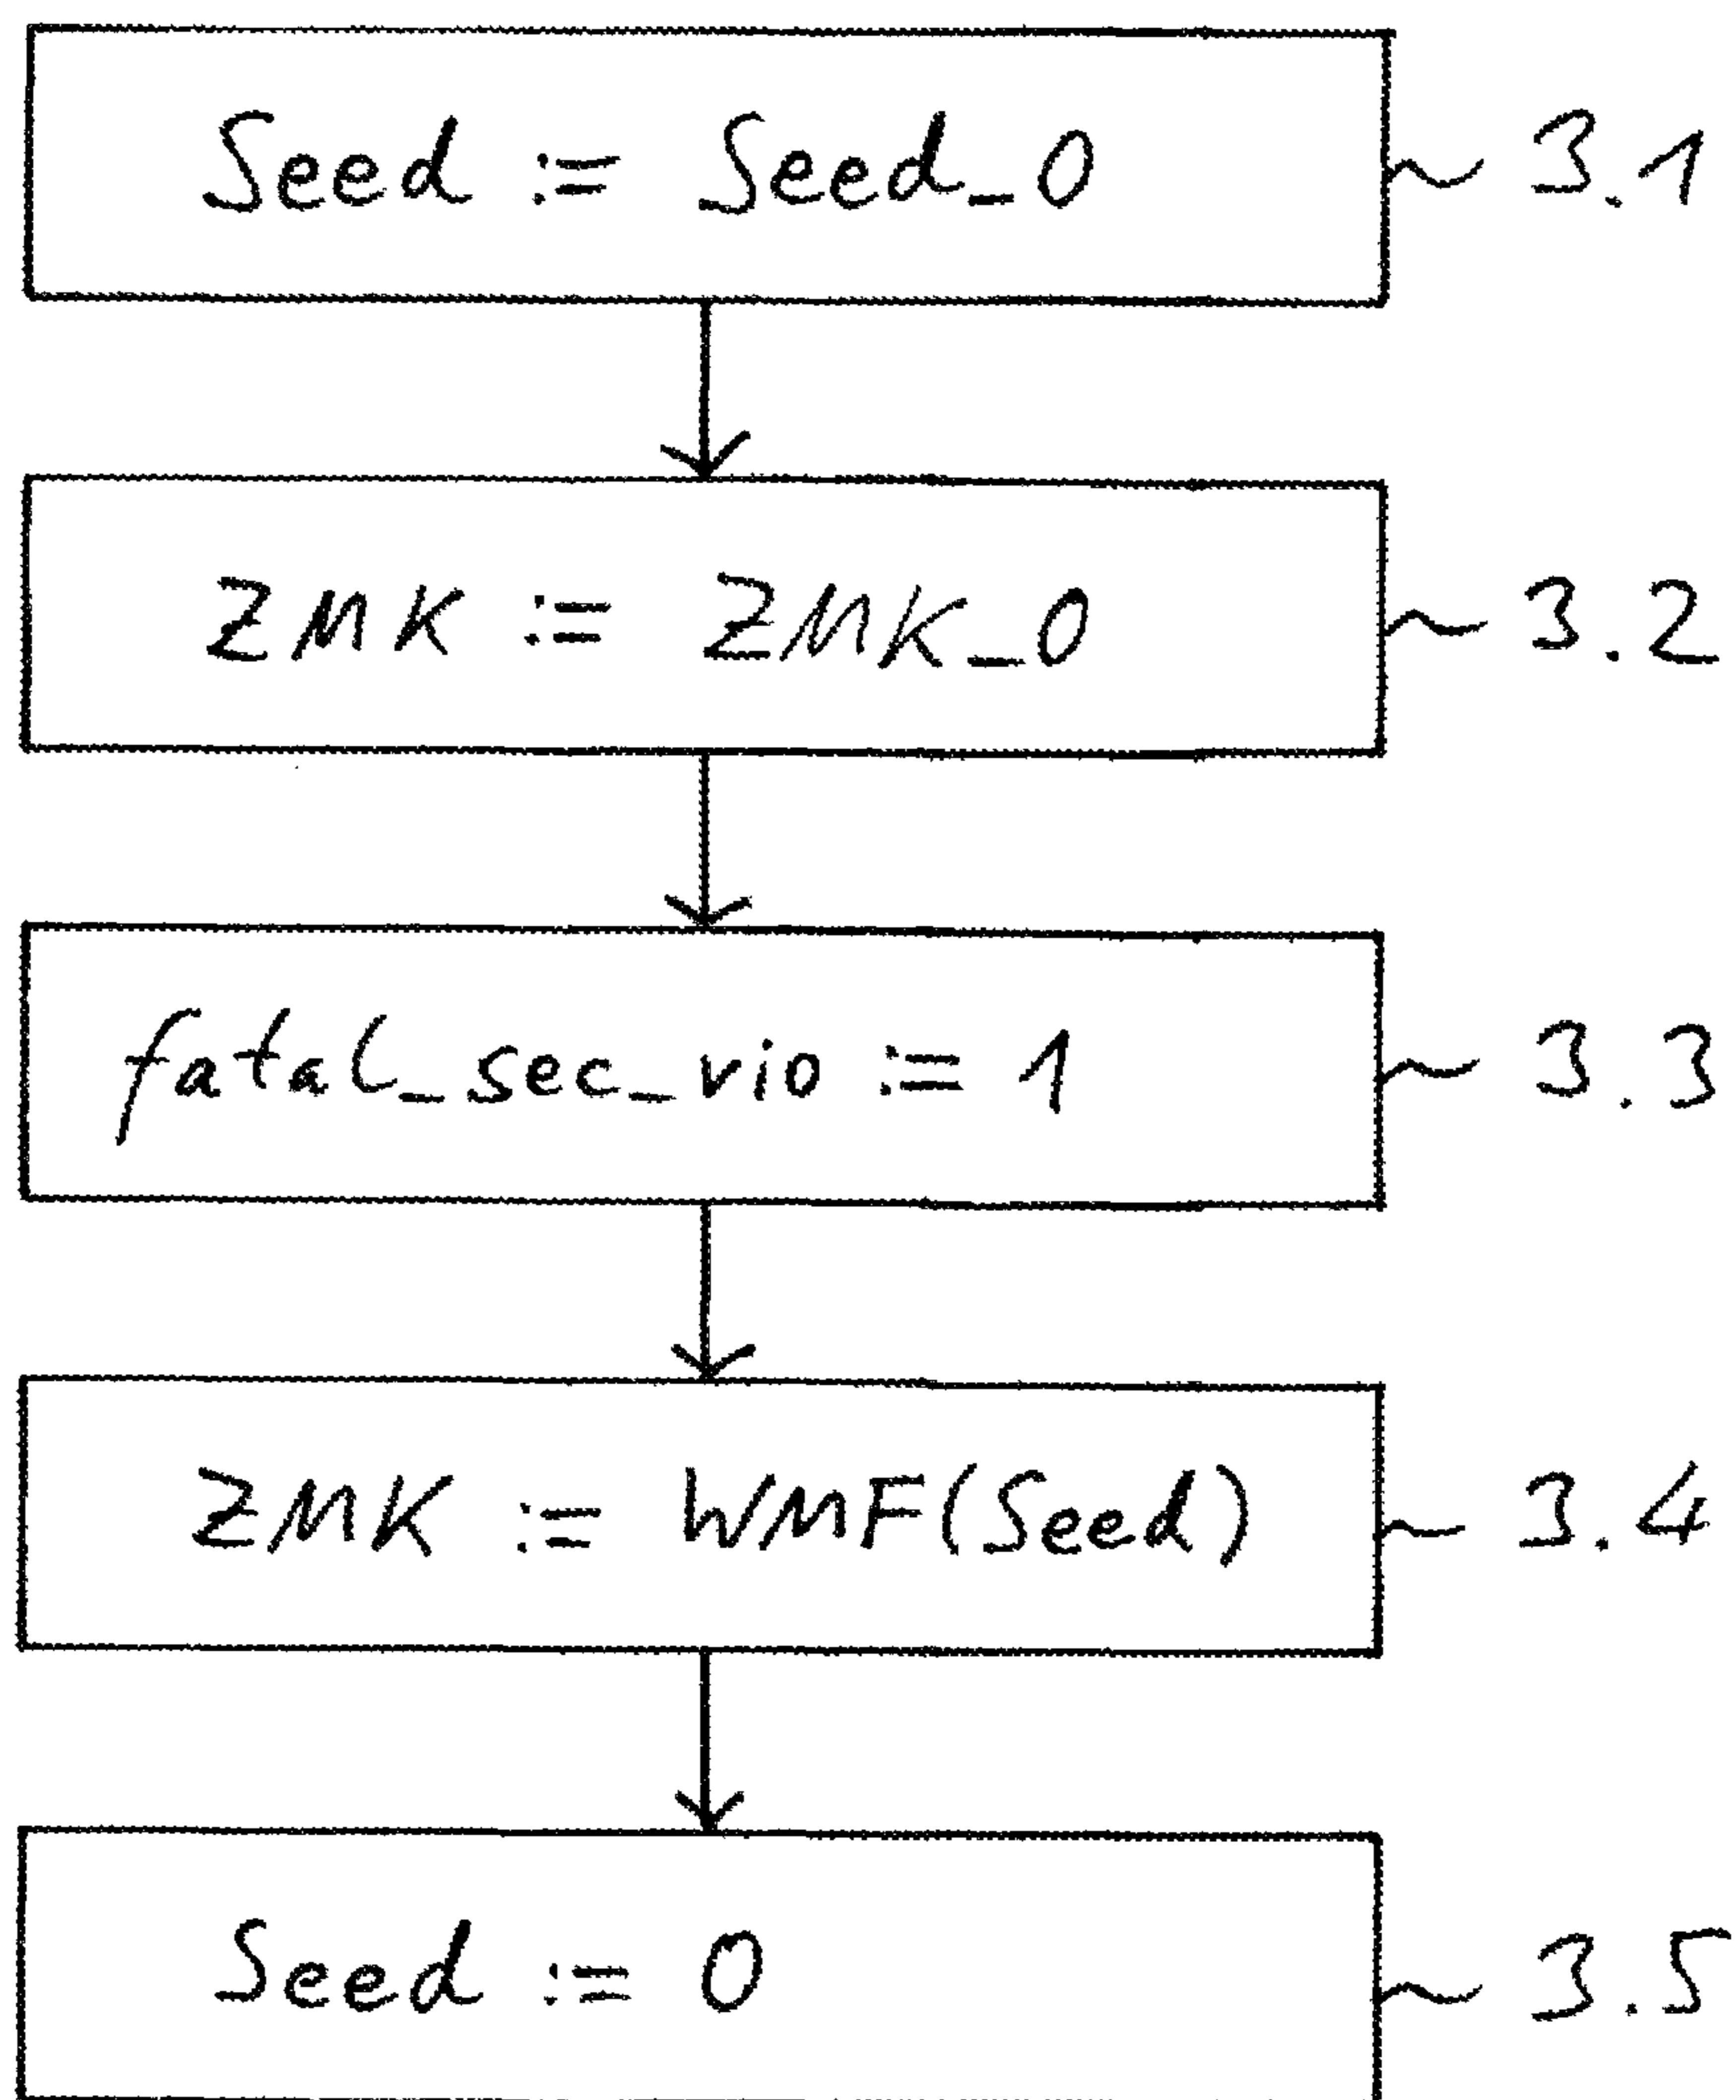 Seed := Seed_0 3.1
ZMK := ZMK_0 3.2
fatal_sec_vio := 1 3.3
ZMK := WMF(Seed) 3.4
Seed := 0 3.5